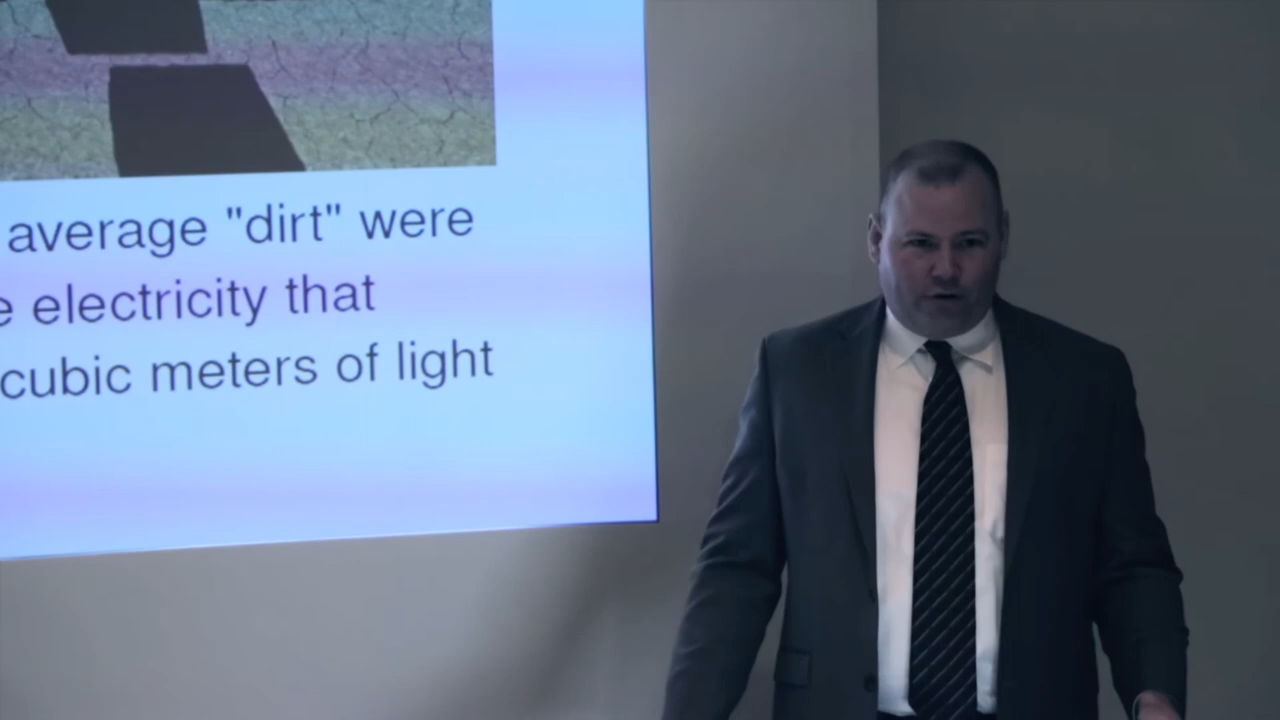 average "dirt" were
electricity that
cubic meters of light